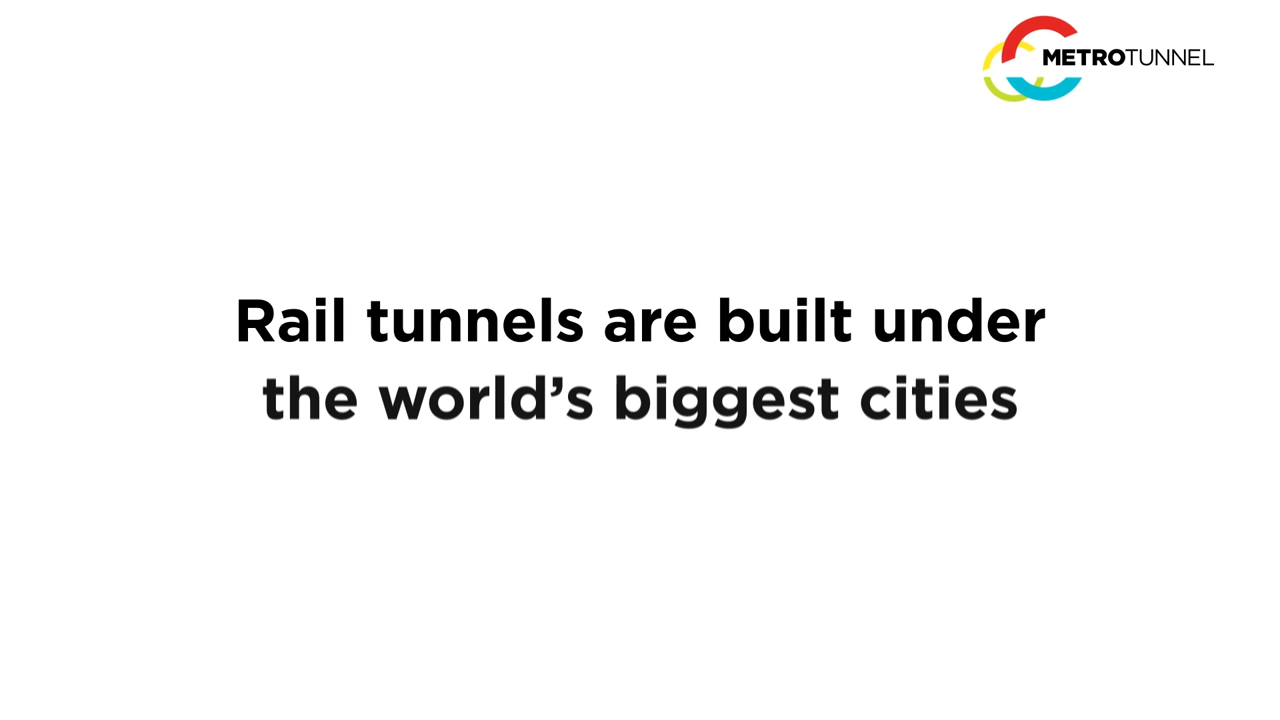 METROTUNNEL
Rail tunnels are built under
the world’s biggest cities